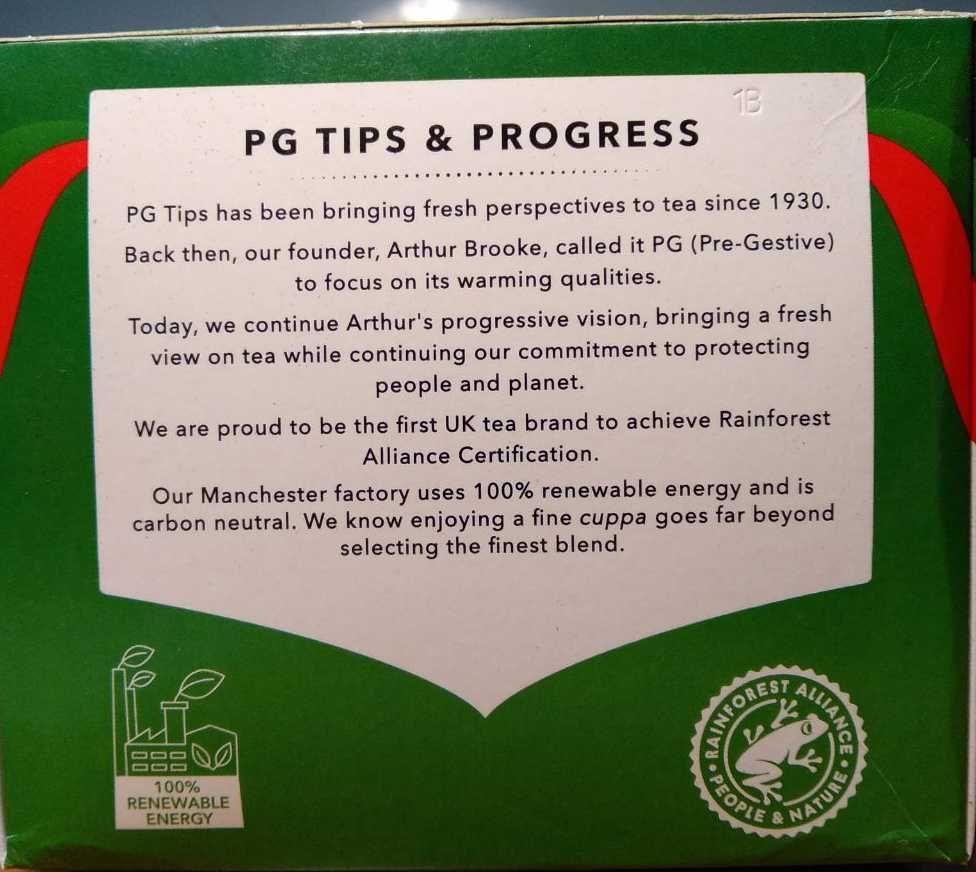 1B
PG TIPS & PROGRESS
PG Tips has been bringing fresh perspectives to tea since 1930.
Back then, our founder, Arthur Brooke, called it PG (Pre-Gestive)
to focus on its warming qualities.
Today, we continue Arthur's progressive vision, bringing a fresh
view on tea while continuing our commitment to protecting
people and planet.
We are proud to be the first UK tea brand to achieve Rainforest
Alliance Certification.
Our Manchester factory uses 100% renewable energy and is
carbon neutral. We know enjoying a fine cuppa goes far beyond
selecting the finest blend.
100%
RENEWABLE
ENERGY
RAINFOREST ALLIANCE
PEOPLE & NATURE